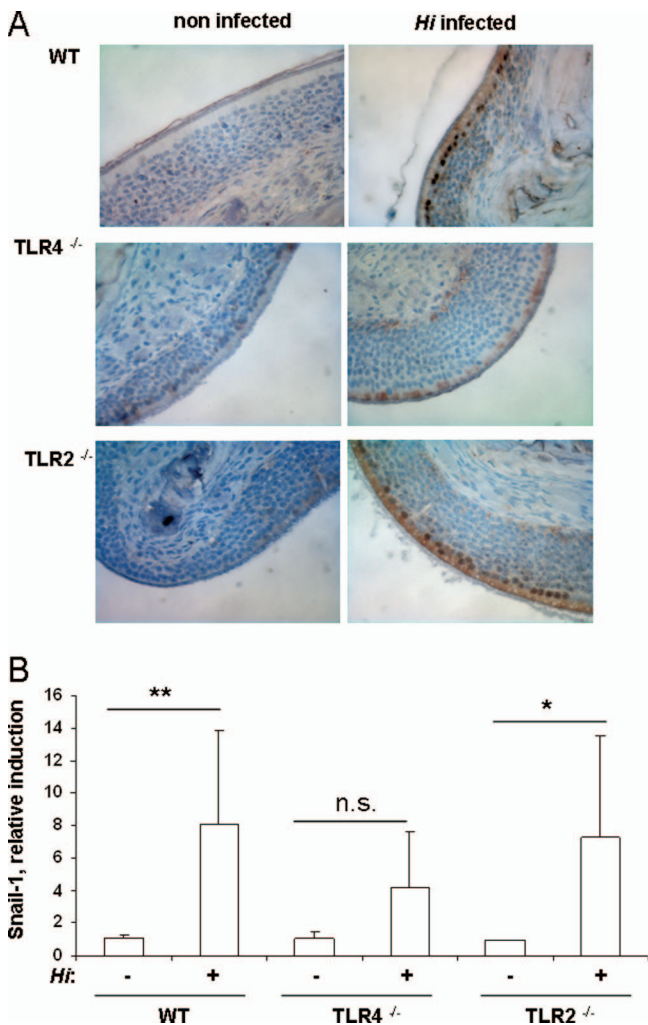 A
non infected
Hi infected
WT
TLR4 -/-
TLR2 -/-
B
Snail-1, relative induction
16
14
12
10
8
6
4
2
0
**
n.s.
*
Hi: - + - + - +
WT TLR4 -/- TLR2 -/-